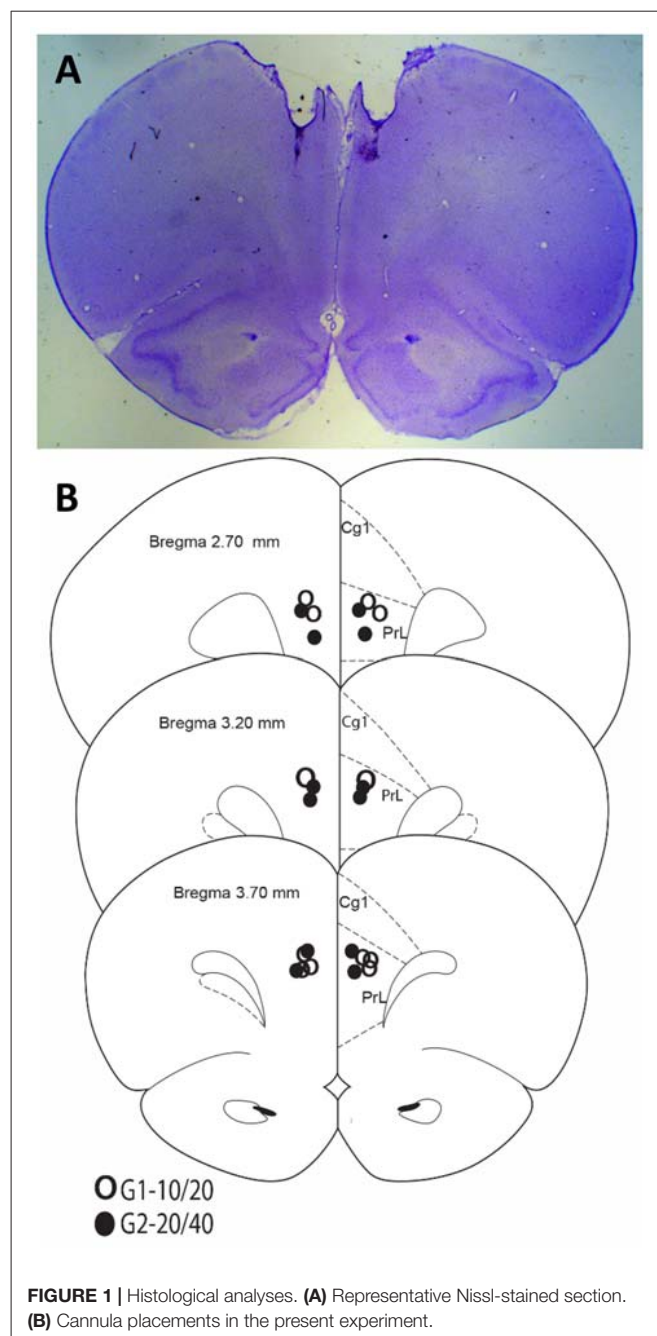 A
B
Bregma 2.70 mm
Cg1
PrL
Bregma 3.20 mm
Cg1
PrL
Bregma 3.70 mm
Cg1
PrL
G1-10/20
G2-20/40
FIGURE 1 | Histological analyses. (A) Representative Nissl-stained section.
(B) Cannula placements in the present experiment.